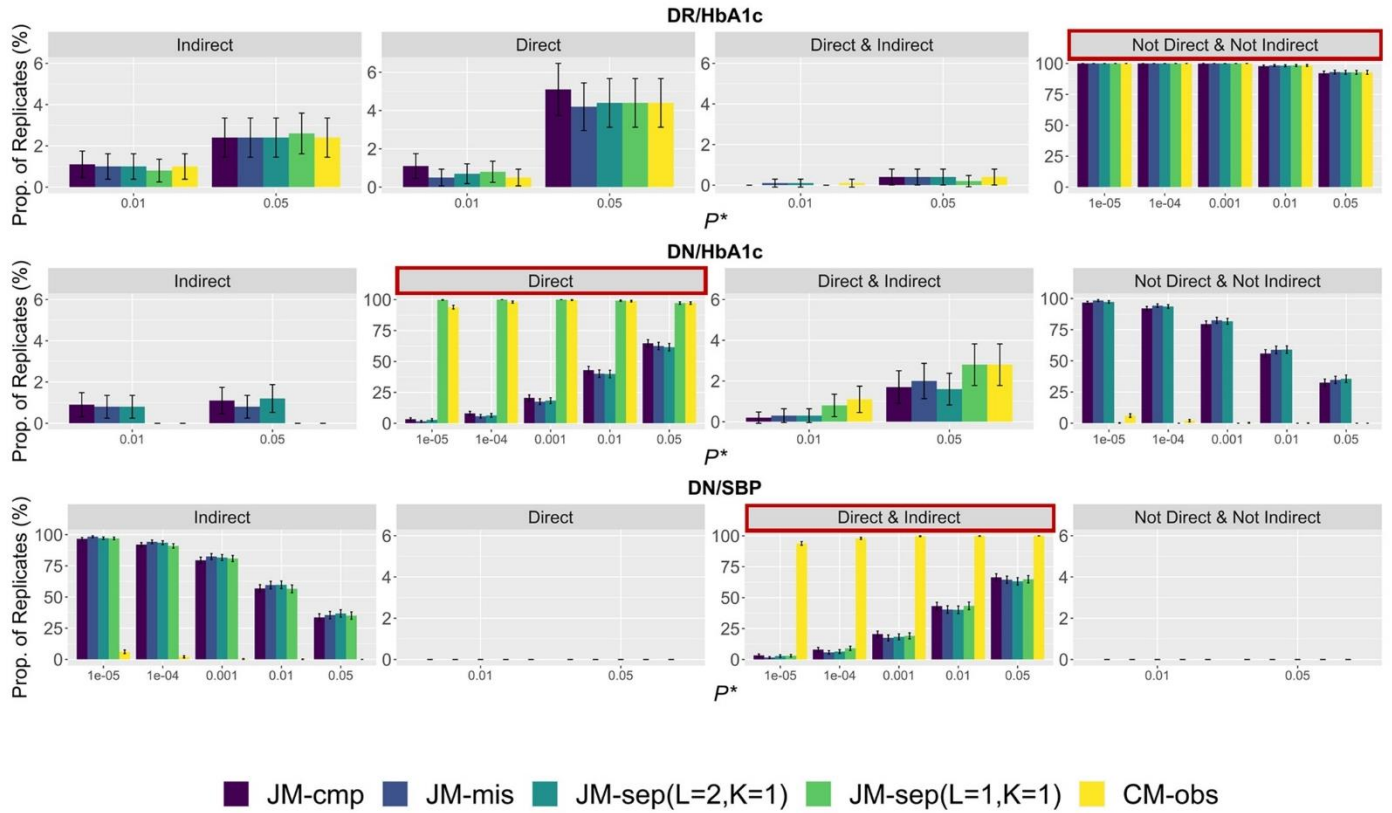 DR/HbA1c
Indirect
Direct
Direct & Indirect
Not Direct & Not Indirect
Prop. of Replicates (%)
6
4
2
0
6
4
2
0
6
4
2
0
100
75
50
25
0
0.01 0.05
0.01 0.05
0.01 0.05
1e-05 1e-04 0.001 0.01 0.05
P*
DN/HbA1c
Indirect
Direct
Direct & Indirect
Not Direct & Not Indirect
Prop. of Replicates (%)
6
4
2
0
100
75
50
25
0
6
4
2
0
100
75
50
25
0
0.01 0.05
1e-05 1e-04 0.001 0.01 0.05
0.01 0.05
1e-05 1e-04 0.001 0.01 0.05
P*
DN/SBP
Indirect
Direct
Direct & Indirect
Not Direct & Not Indirect
Prop. of Replicates (%)
100
75
50
25
0
6
4
2
0
100
75
50
25
0
6
4
2
0
1e-05 1e-04 0.001 0.01 0.05
0.01 0.05
1e-05 1e-04 0.001 0.01 0.05
0.01 0.05
P*
JM-cmp JM-mis JM-sep(L=2,K=1) JM-sep(L=1,K=1) CM-obs